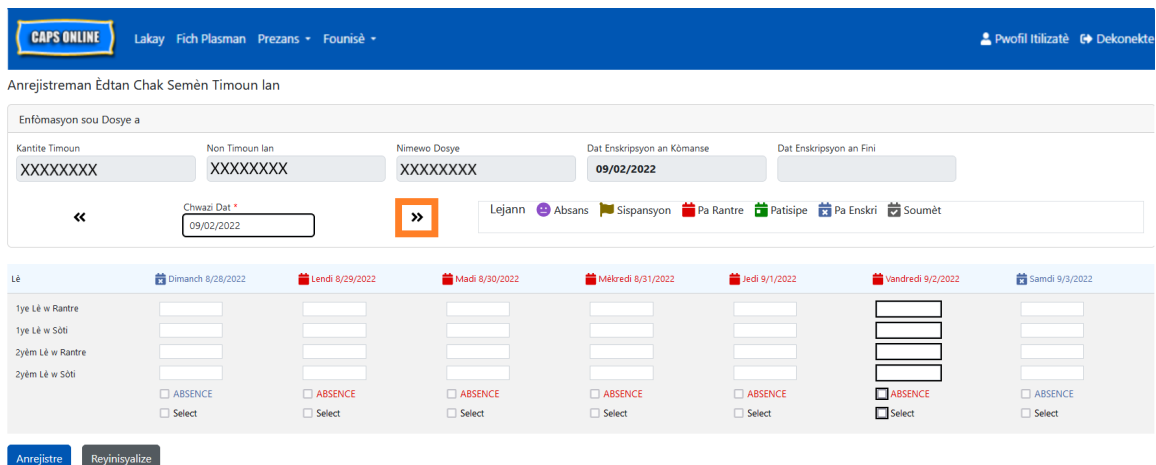 CAPS ONLINE Lakay Fich Plasman Prezans Founisè Pwofil Itilizatè Dekonekte
Anrejistreman Èdtan Chak Semèn Timoun lan
Enfòmasyon sou Dosye a
Kantite Timoun Non Timoun lan Nimewo Dosye Dat Enskripsyon an Kòmanse Dat Enskripsyon an Fini
XXXXXXXX XXXXXXXX XXXXXXXX 09/02/2022
« Chwazi Dat * » Lejann Absans Sispansyon Pa Rantre Patisipe Pa Enskri Soumèt
09/02/2022
Lè Dimanch 8/28/2022 Lendi 8/29/2022 Madi 8/30/2022 Mèkredi 8/31/2022 Jedi 9/1/2022 Vandredi 9/2/2022 Samdi 9/3/2022
1ye Lè w Rantre
1ye Lè w Sòti
2yèm Lè w Rantre
2yèm Lè w Sòti
ABSENCE ABSENCE ABSENCE ABSENCE ABSENCE ABSENCE ABSENCE
Select Select Select Select Select Select Select
Anrejistre Reyinisyalize